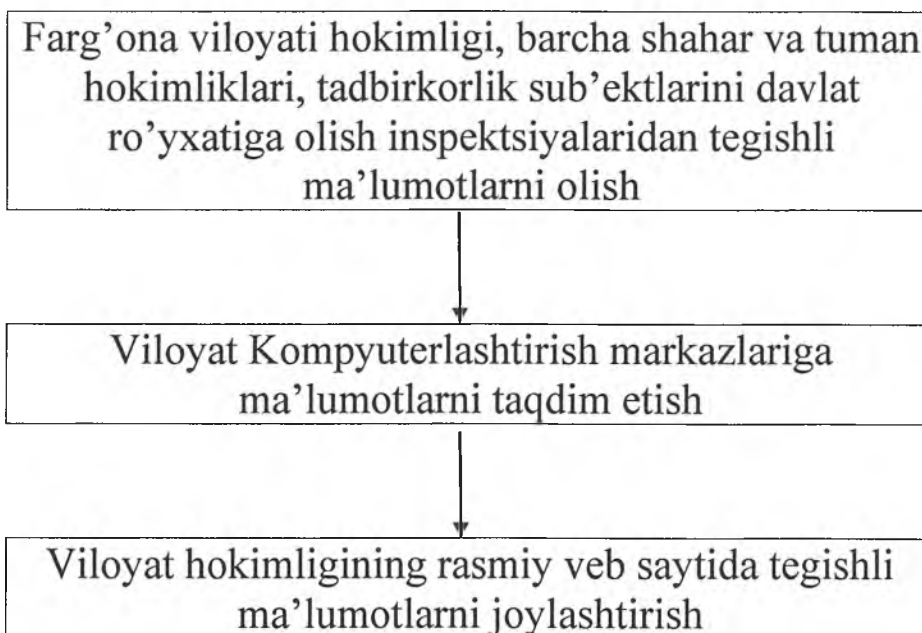 Farg’ona viloyati hokimligi, barcha shahar va tuman
hokimliklari, tadbirkorlik sub’ektlarini davlat
ro’yxatiga olish inspektsiyalaridan tegishli
ma’lumotlarni olish
Viloyat Kompyuterlashtirish markazlariga
ma’lumotlarni taqdim etish
Viloyat hokimligining rasmiy veb saytida tegishli
ma’lumotlarni joylashtirish